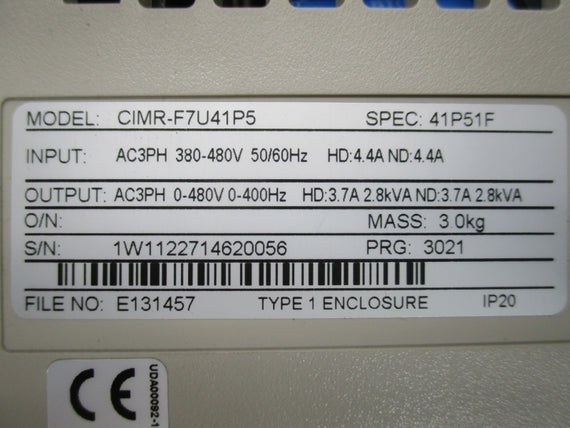 MODEL: CIMR-F7U41P5 SPEC: 41P51F
INPUT: AC3PH 380-480V 50/60Hz HD:4.4A ND:4.4A
OUTPUT: AC3PH 0-480V 0-400Hz HD:3.7A 2.8kVA ND:3.7A 2.8kVA
O/N: MASS: 3.0kg
S/N: 1W1122714620056 PRG: 3021
FILE NO: E131457 TYPE 1 ENCLOSURE IP20
CE
UDA00092-1